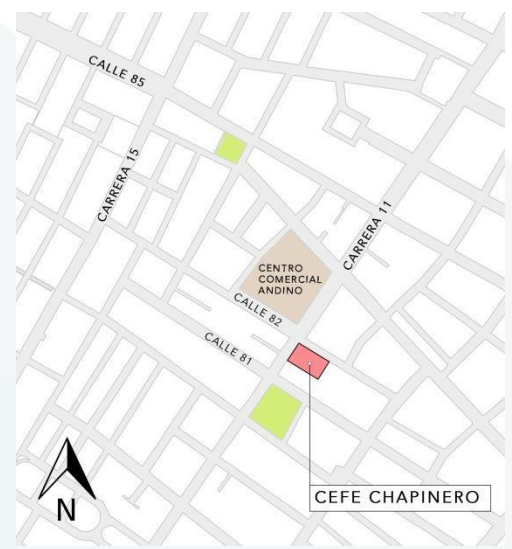 CALLE 85
CARRERA 15
CARRERA 11
CENTRO
COMERCIAL
ANDINO
CALLE 82
CALLE 81
CEFE CHAPINERO
N